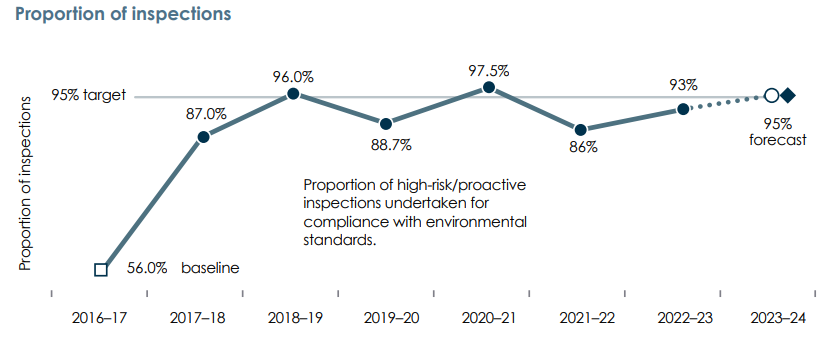 Proportion of inspections
97.5%
96.0%
93%
95% target
87.0%
95%
forecast
88.7%
86%
Proportion of high-risk/proactive
inspections undertaken for
compliance with environmental
standards.
Proportion of inspections
56.0% baseline
2016–17 2017–18 2018–19 2019–20 2020–21 2021–22 2022–23 2023–24